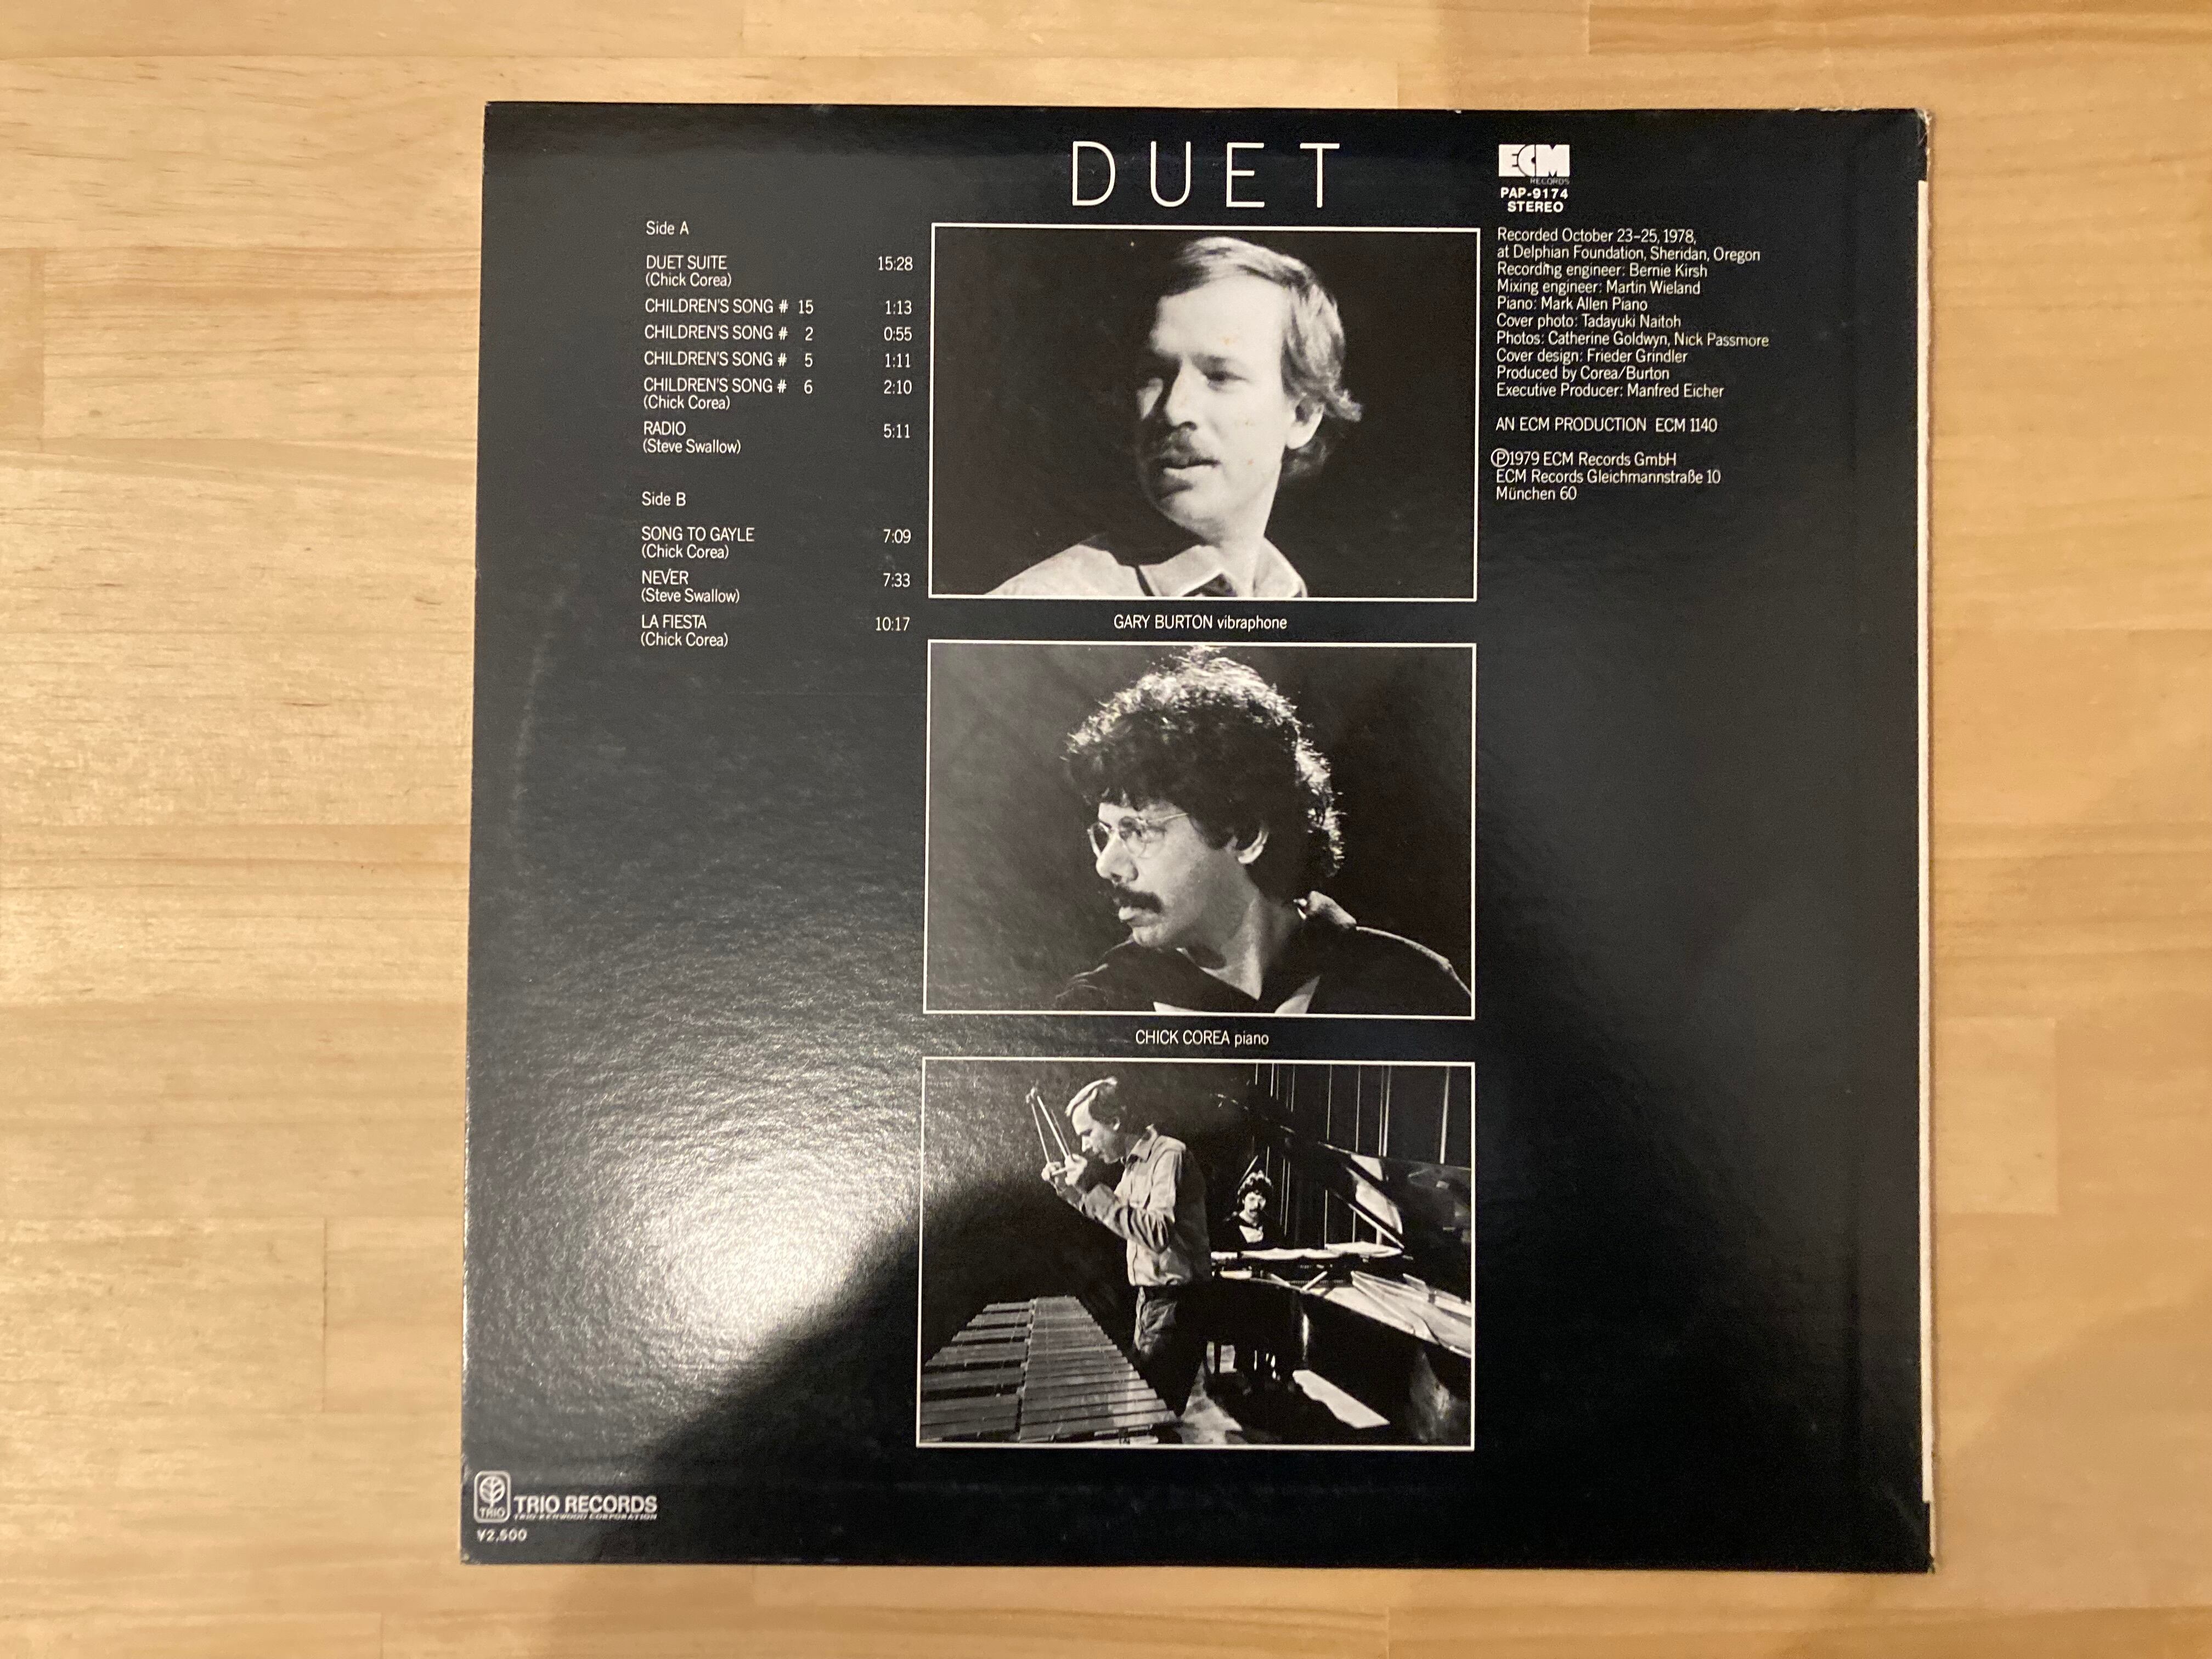 DUET
Side A
DUET SUITE 15:28
(Chick Corea)
CHILDREN'S SONG # 15 1:13
CHILDREN'S SONG # 2 0:55
CHILDREN'S SONG # 5 1:11
CHILDREN'S SONG # 6 2:10
(Chick Corea)
RADIO 5:11
(Steve Swallow)
Side B
SONG TO GAYLE 7:09
(Chick Corea)
NEVER 7:33
(Steve Swallow)
LA FIESTA 10:17
(Chick Corea)
GARY BURTON vibraphone
CHICK COREA piano
ECM
RECORDS
PAP-9174
STEREO
Recorded October 23-25, 1978,
at Delphian Foundation, Sheridan, Oregon
Recording engineer: Bernie Kirsh
Mixing engineer: Martin Wieland
Piano: Mark Allen Piano
Cover photo: Tadayuki Naitoh
Photos: Catherine Goldwyn, Nick Passmore
Cover design: Frieder Grindler
Produced by Corea/Burton
Executive Producer: Manfred Eicher
AN ECM PRODUCTION ECM 1140
Ⓟ1979 ECM Records GmbH
ECM Records Gleichmannstraße 10
München 60
TRIO
TRIO RECORDS
TRIO-KENWOOD CORPORATION
¥2,500